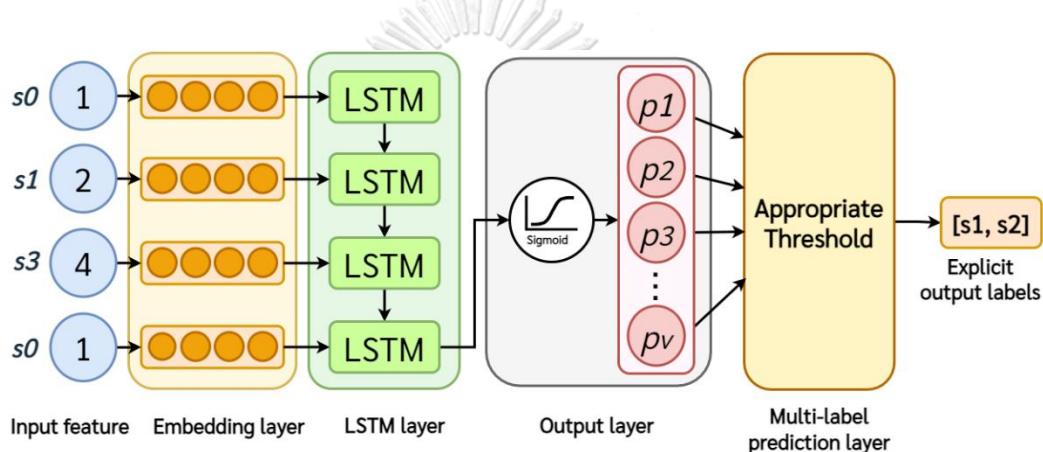 s0
1
s1
2
s3
4
s0
1
LSTM
LSTM
LSTM
LSTM
Sigmoid
p1
p2
p3
pv
Appropriate
Threshold
[s1, s2]
Explicit
output labels
Input feature
Embedding layer
LSTM layer
Output layer
Multi-label
prediction layer